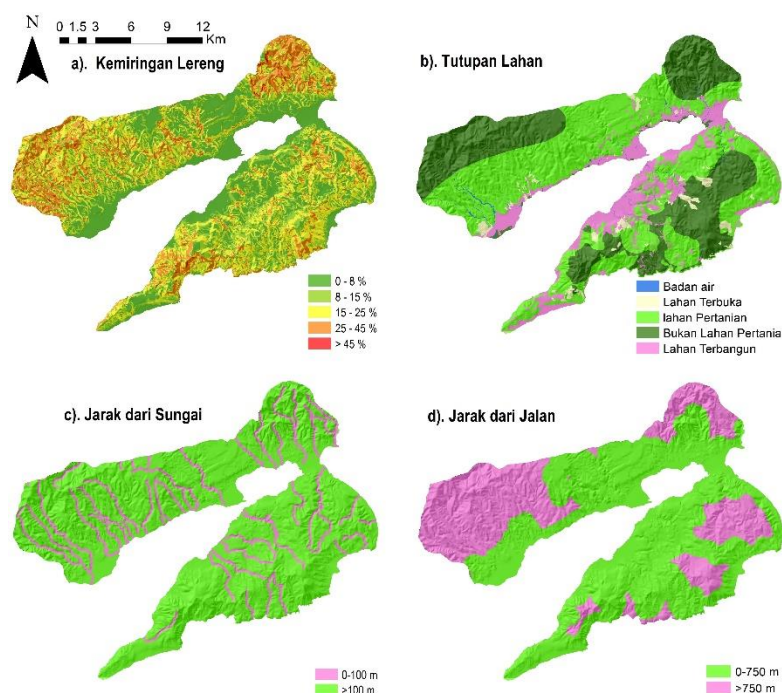 N
0 1.5 3 6 9 12
Km
a). Kemiringan Lereng
b). Tutupan Lahan
0 - 8 %
8 - 15 %
15 - 25 %
25 - 45 %
> 45 %
Badan air
Lahan Terbuka
lahan Pertanian
Bukan Lahan Pertania
Lahan Terbangun
c). Jarak dari Sungai
d). Jarak dari Jalan
0-100 m
>100 m
0-750 m
>750 m